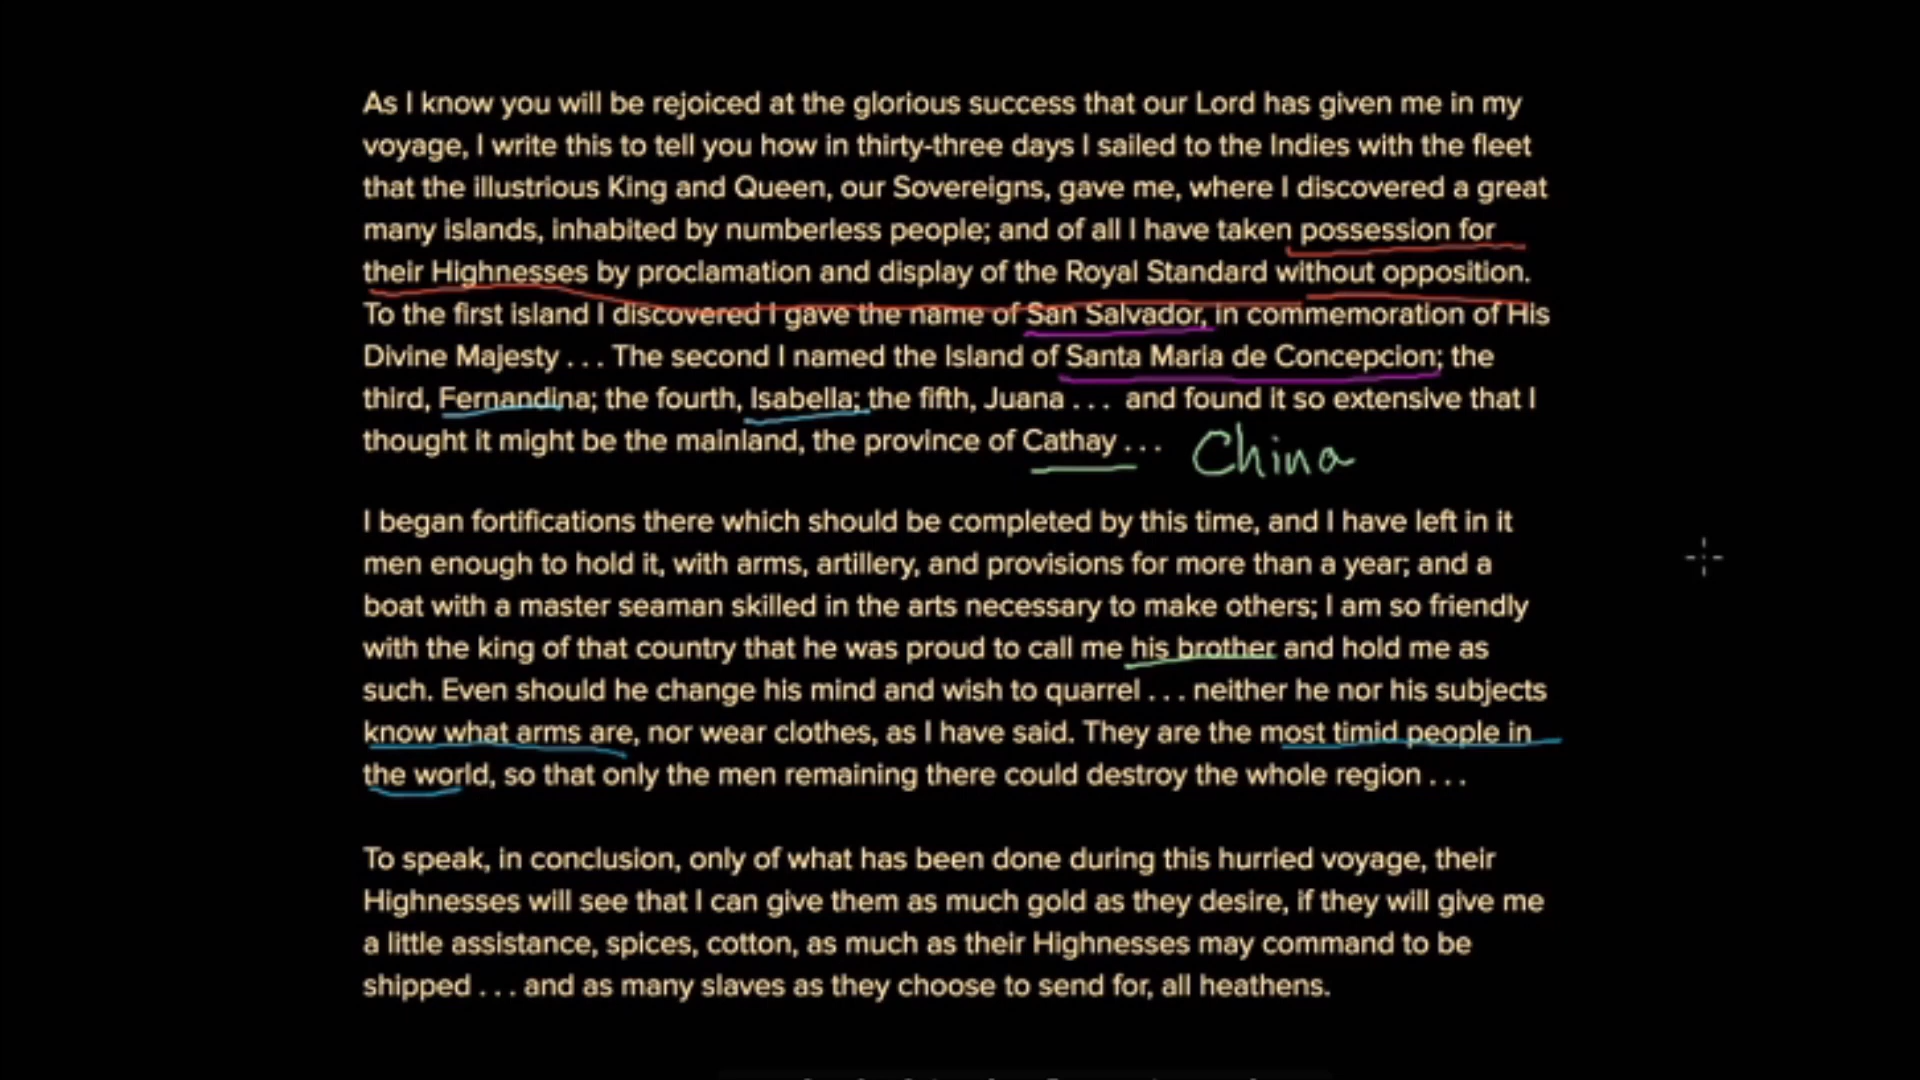 As I know you will be rejoiced at the glorious success that our Lord has given me in my
voyage, I write this to tell you how in thirty-three days I sailed to the Indies with the fleet
that the illustrious King and Queen, our Sovereigns, gave me, where I discovered a great
many islands, inhabited by numberless people; and of all I have taken possession for
their Highnesses by proclamation and display of the Royal Standard without opposition.
To the first island I discovered I gave the name of San Salvador, in commemoration of His
Divine Majesty . . . The second I named the Island of Santa Maria de Concepcion; the
third, Fernandina; the fourth, Isabella; the fifth, Juana . . . and found it so extensive that I
thought it might be the mainland, the province of Cathay . . . China
I began fortifications there which should be completed by this time, and I have left in it
men enough to hold it, with arms, artillery, and provisions for more than a year; and a
boat with a master seaman skilled in the arts necessary to make others; I am so friendly
with the king of that country that he was proud to call me his brother and hold me as
such. Even should he change his mind and wish to quarrel . . . neither he nor his subjects
know what arms are, nor wear clothes, as I have said. They are the most timid people in
the world, so that only the men remaining there could destroy the whole region . . .
To speak, in conclusion, only of what has been done during this hurried voyage, their
Highnesses will see that I can give them as much gold as they desire, if they will give me
a little assistance, spices, cotton, as much as their Highnesses may command to be
shipped . . . and as many slaves as they choose to send for, all heathens.